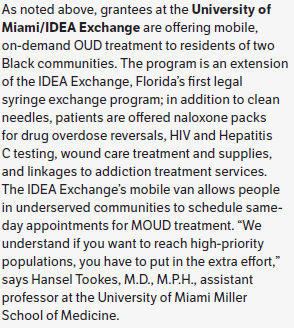 As noted above, grantees at the University of
Miami/IDEA Exchange are offering mobile,
on-demand OUD treatment to residents of two
Black communities. The program is an extension
of the IDEA Exchange, Florida’s first legal
syringe exchange program; in addition to clean
needles, patients are offered naloxone packs
for drug overdose reversals, HIV and Hepatitis
C testing, wound care treatment and supplies,
and linkages to addiction treatment services.
The IDEA Exchange’s mobile van allows people
in underserved communities to schedule same-
day appointments for MOUD treatment. “We
understand if you want to reach high-priority
populations, you have to put in the extra effort,”
says Hansel Tookes, M.D., M.P.H., assistant
professor at the University of Miami Miller
School of Medicine.